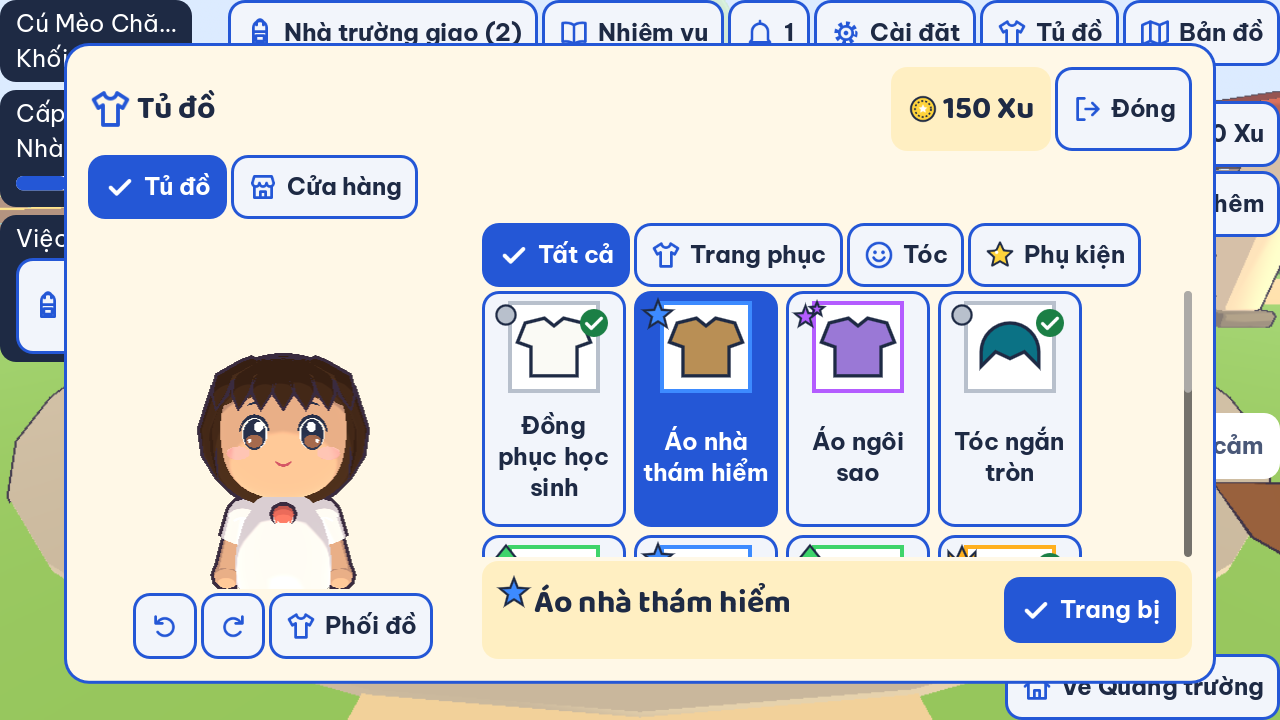 Cú Mèo Chă...
Khối
Nhà trường giao (2)
Nhiệm vụ
1
Cài đặt
Tủ đồ
Bản đồ
Cấp
Nhà
Việc
Tủ đồ
150 Xu
Đóng
0 Xu
hêm
Tủ đồ
Cửa hàng
Tất cả
Trang phục
Tóc
Phụ kiện
Đồng
phục học
sinh
Áo nhà
thám hiểm
Áo ngôi
sao
Tóc ngắn
tròn
cảm
Phối đồ
Áo nhà thám hiểm
Trang bị
Về Quảng trường